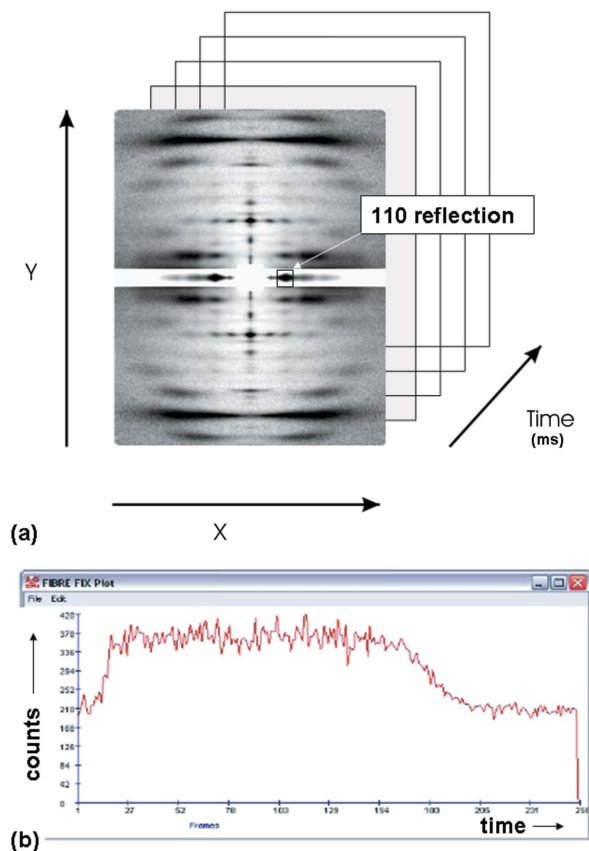 110 reflection
Y
Time
(ms)
X
(a)
FIBRE FIX Plot
File Edit
420
378
336
294
252
210
168
126
84
42
0
counts
1 27 52 78 103 129 154 180 205 231 256
Frames
time
(b)